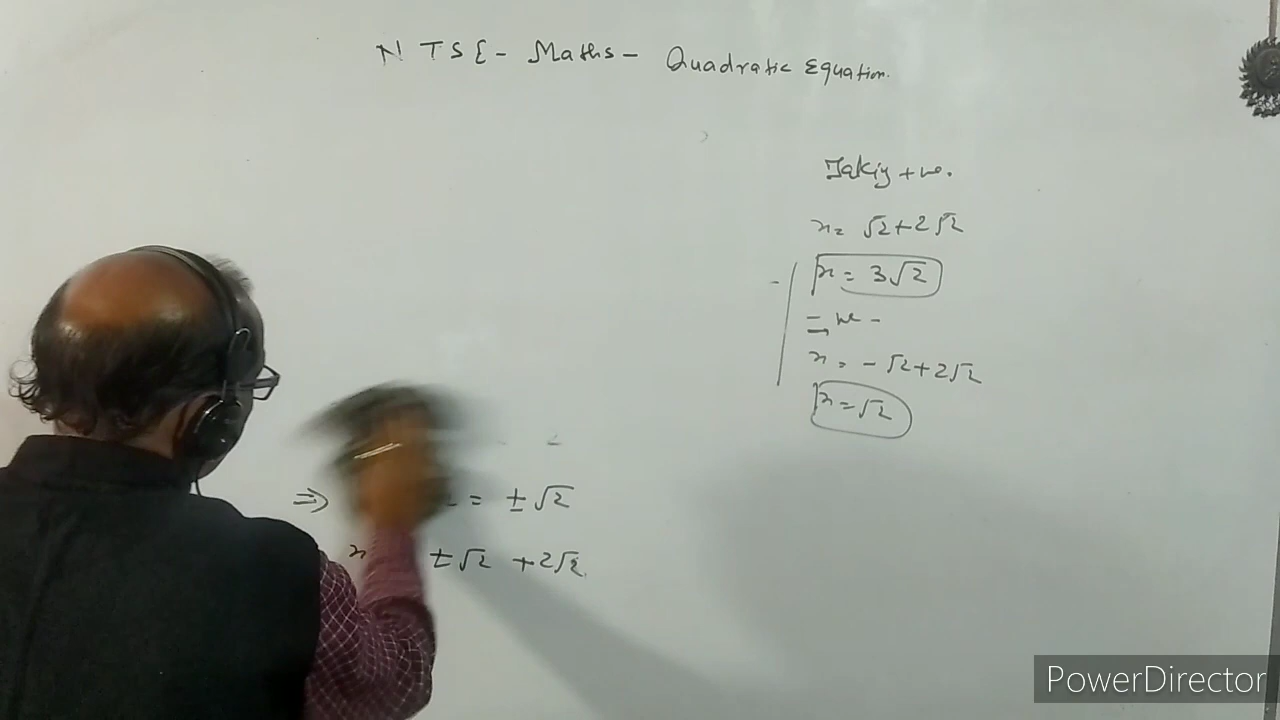 NTSE - Maths - Quadratic Equation.
Taking +ve.
x = √2 + 2√2
x = 3√2
-ve -
x = -√2 + 2√2
x = √2
⇒ = ±√2
x ±√2 + 2√2.
PowerDirector